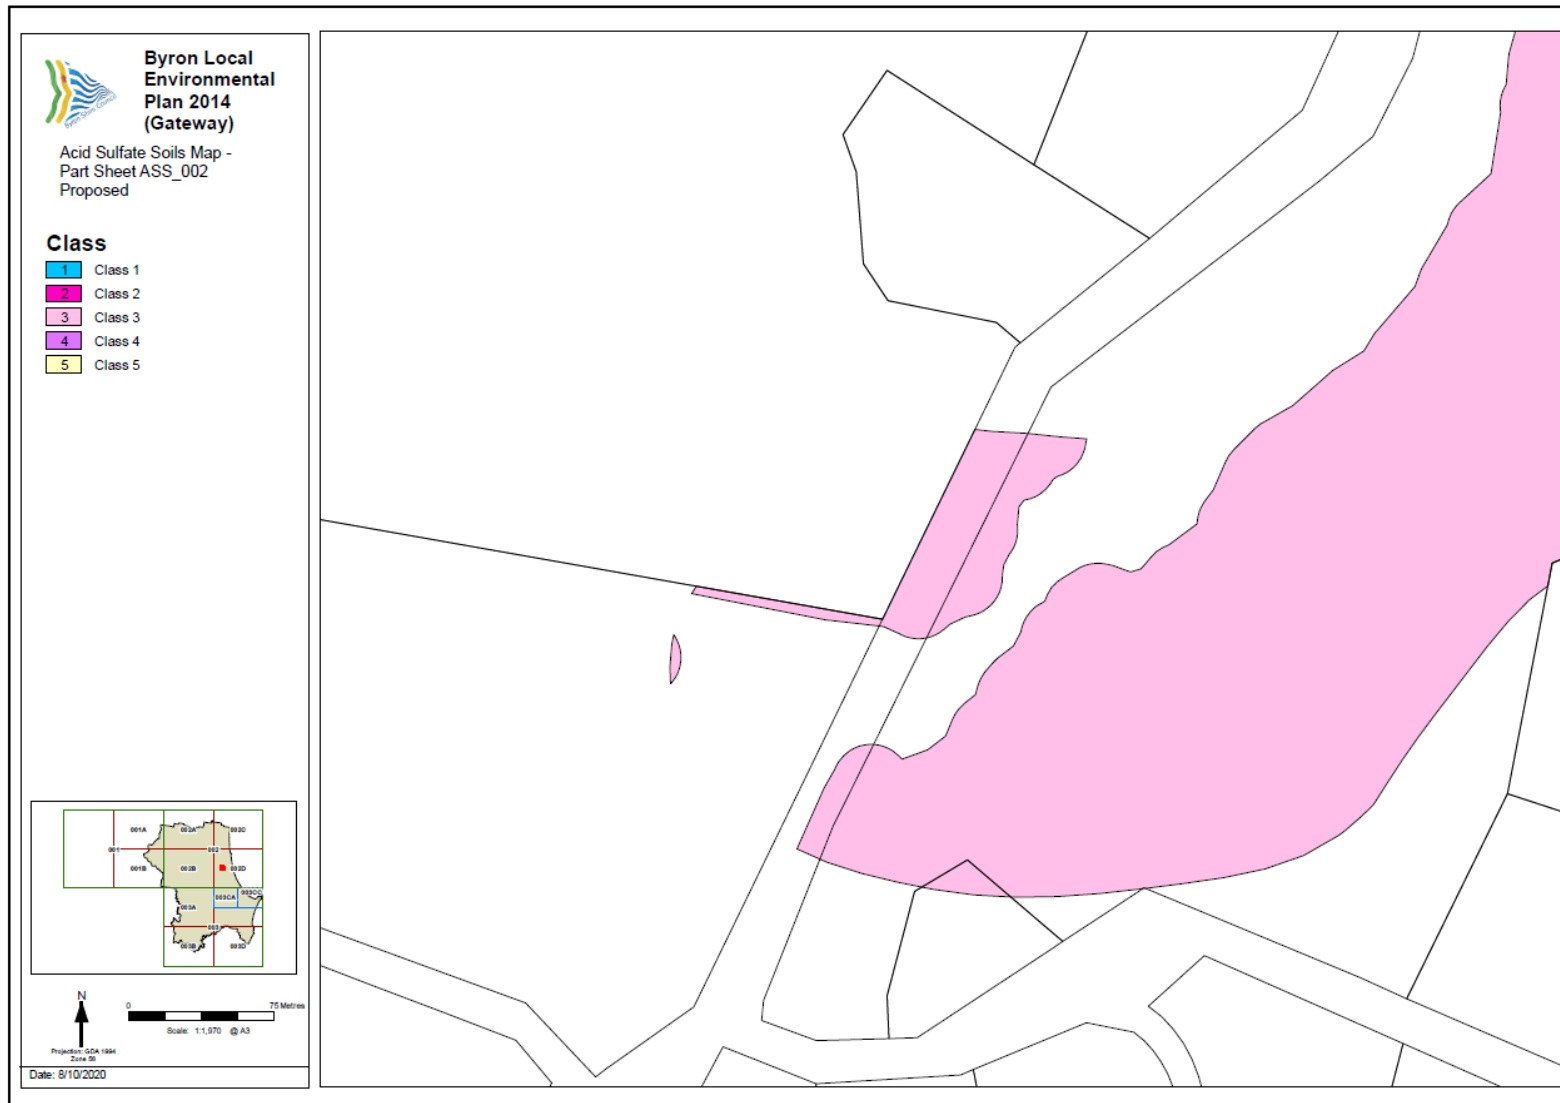 Byron Local
Environmental
Plan 2014
(Gateway)
Byron Shire Council
Acid Sulfate Soils Map -
Part Sheet ASS_002
Proposed
Class
1 Class 1
2 Class 2
3 Class 3
4 Class 4
5 Class 5
001A 002A 002C
001 002
001B 002B 002D
003CC
003CA
003A
003
003B 003D
N
0 75 Metres
Scale: 1:1,970 @ A3
Projection: GDA 1994
Zone 56
Date: 8/10/2020